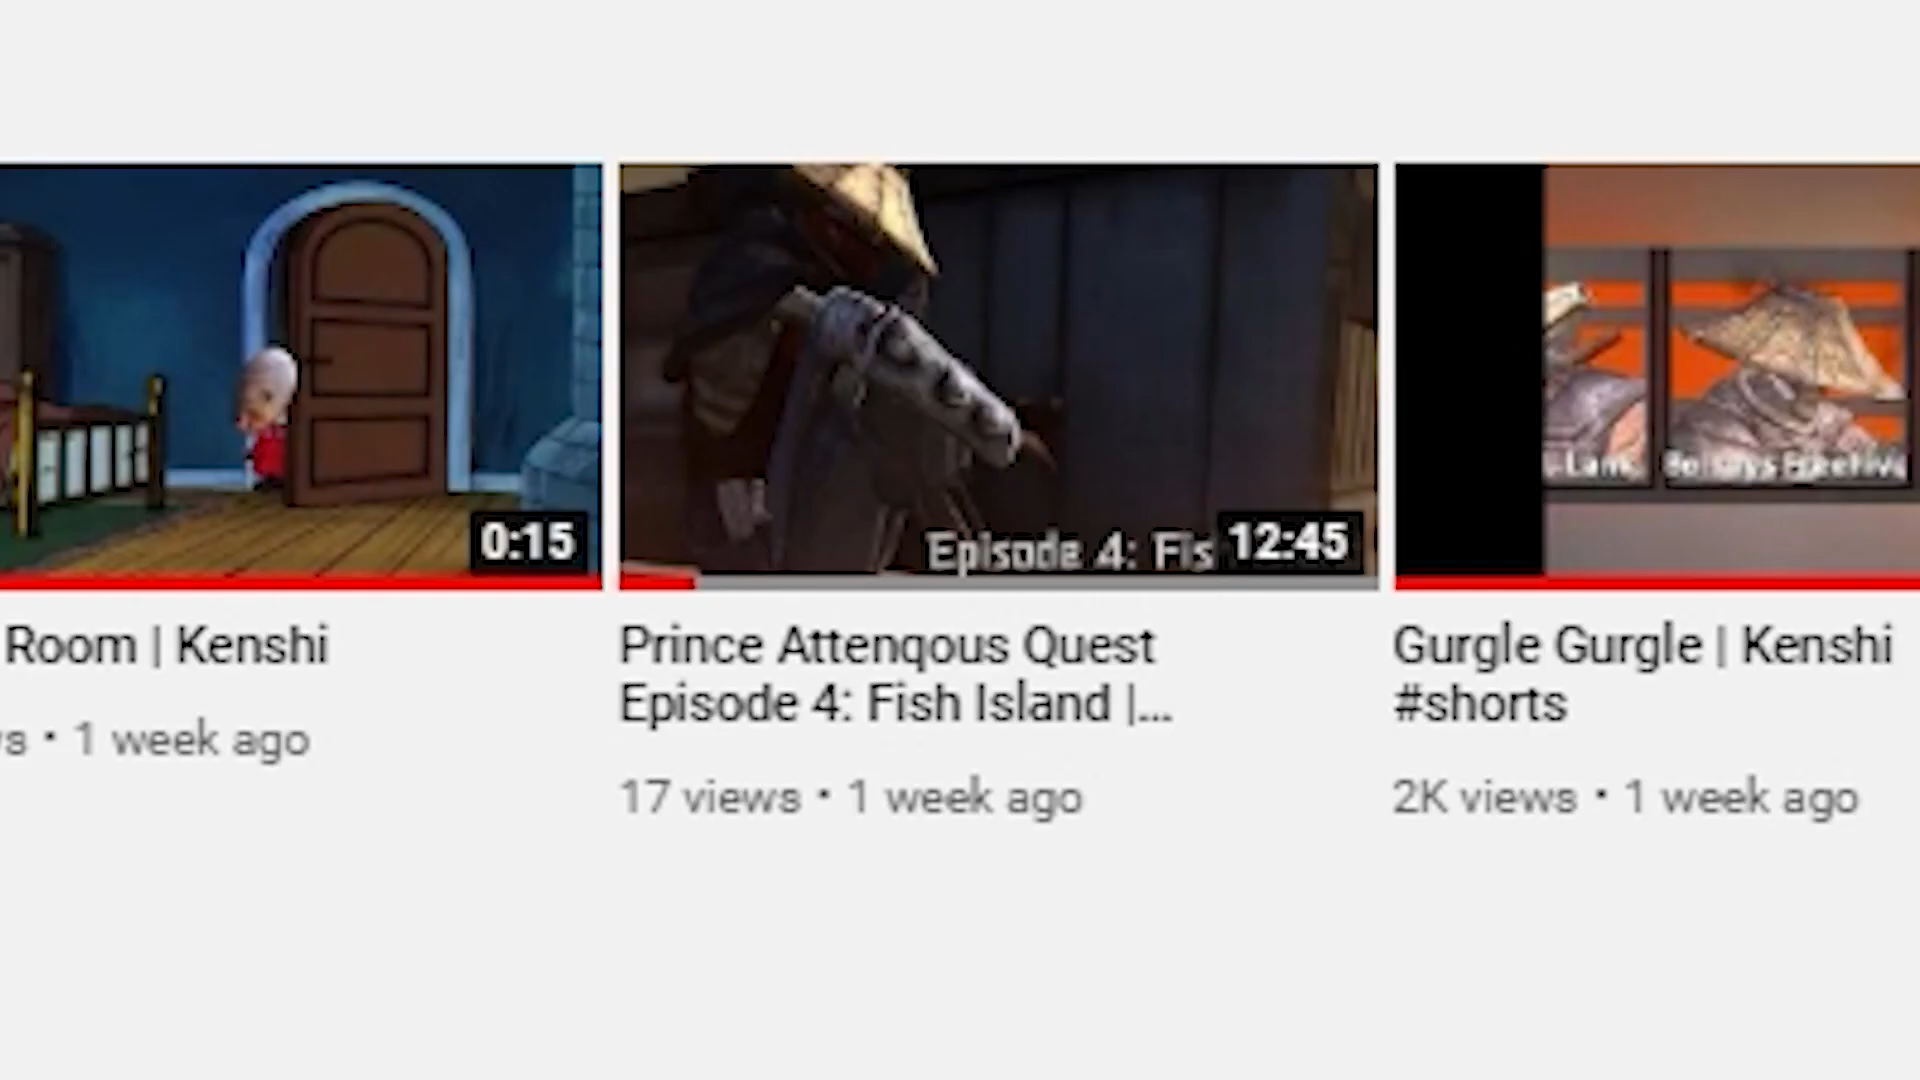 0:15
Episode 4: Fis
12:45
Room | Kenshi
1 week ago
Prince Attenqous Quest
Episode 4: Fish Island |...
17 views • 1 week ago
Gurgle Gurgle | Kenshi
#shorts
2K views • 1 week ago